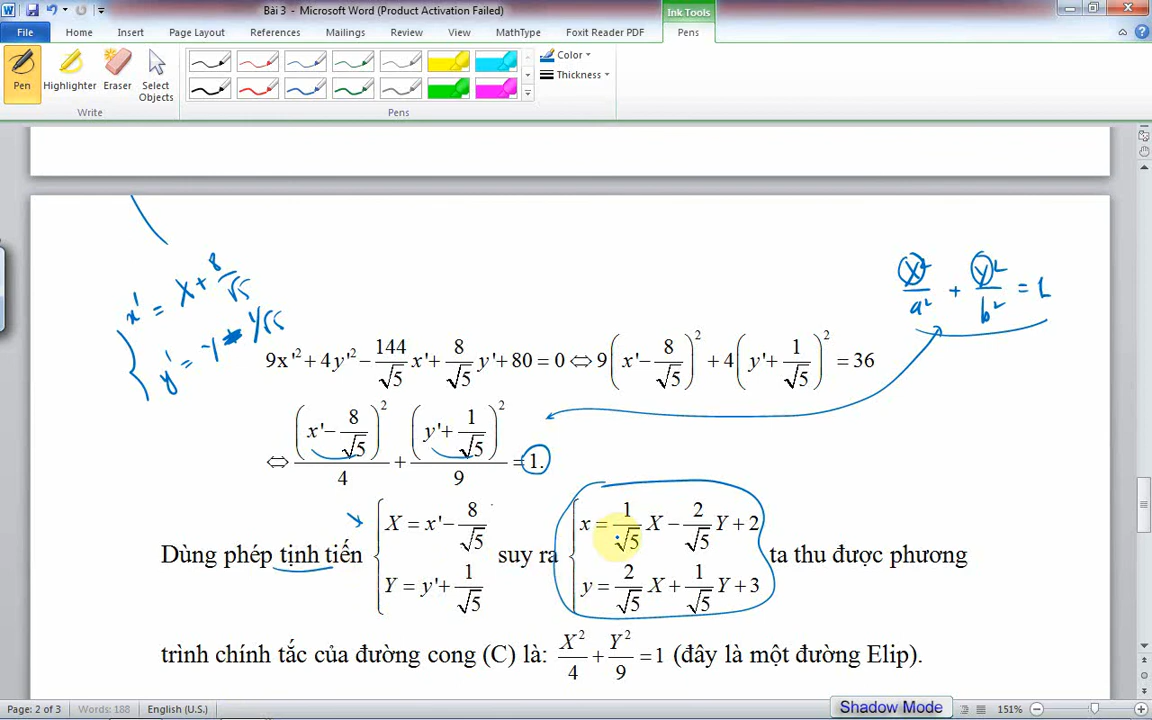 Bài 3 - Microsoft Word (Product Activation Failed)
Ink Tools
File Home Insert Page Layout References Mailings Review View MathType Foxit Reader PDF Pens
Pen Highlighter Eraser Select Objects
Color
Thickness
Write Pens
x' = X + 8/√5
X²/a² + y²/b² = 1
9x'² + 4y'² − 144/√5 x' + 8/√5 y' + 80 = 0 ⇔ 9(x' − 8/√5)² + 4(y' + 1/√5)² = 36
⇔ (x' − 8/√5)²/4 + (y' + 1/√5)²/9 = 1.
Dùng phép tịnh tiến { X = x' − 8/√5 ; Y = y' + 1/√5 suy ra { x = 1/√5 X − 2/√5 Y + 2 ; y = 2/√5 X + 1/√5 Y + 3 ta thu được phương
trình chính tắc của đường cong (C) là: X²/4 + Y²/9 = 1 (đây là một đường Elip).
Page: 2 of 3 Words: 188 English (U.S.) Shadow Mode 151%